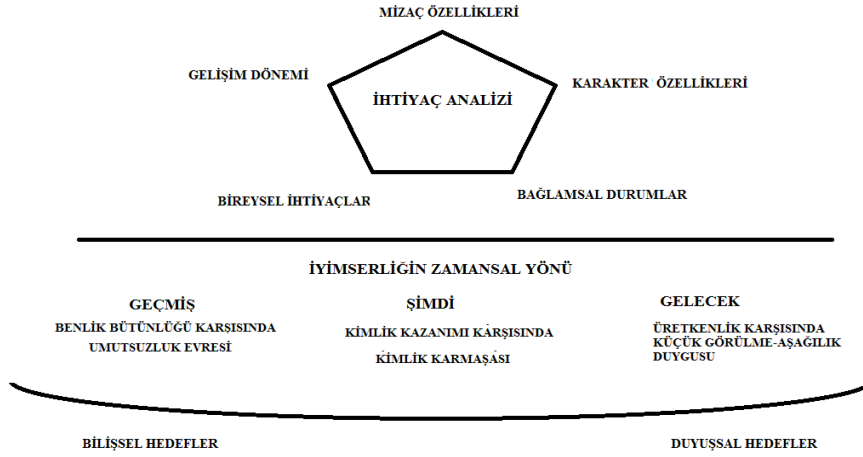 MİZAÇ ÖZELLİKLERİ
GELİŞİM DÖNEMİ
İHTİYAÇ ANALİZİ
KARAKTER ÖZELLİKLERİ
BİREYSEL İHTİYAÇLAR
BAĞLAMSAL DURUMLAR
İYİMSERLİĞİN ZAMANSAL YÖNÜ
GEÇMİŞ
BENLİK BÜTÜNLÜĞÜ KARŞISINDA
UMUTSUZLUK EVRESİ
ŞİMDİ
KİMLİK KAZANIMI KARŞISINDA
KİMLİK KARMAŞASI
GELECEK
ÜRETKENLİK KARŞISINDA
KÜÇÜK GÖRÜLME-AŞAĞILIK
DUYGUSU
BİLİŞSEL HEDEFLER
DUYUŞSAL HEDEFLER